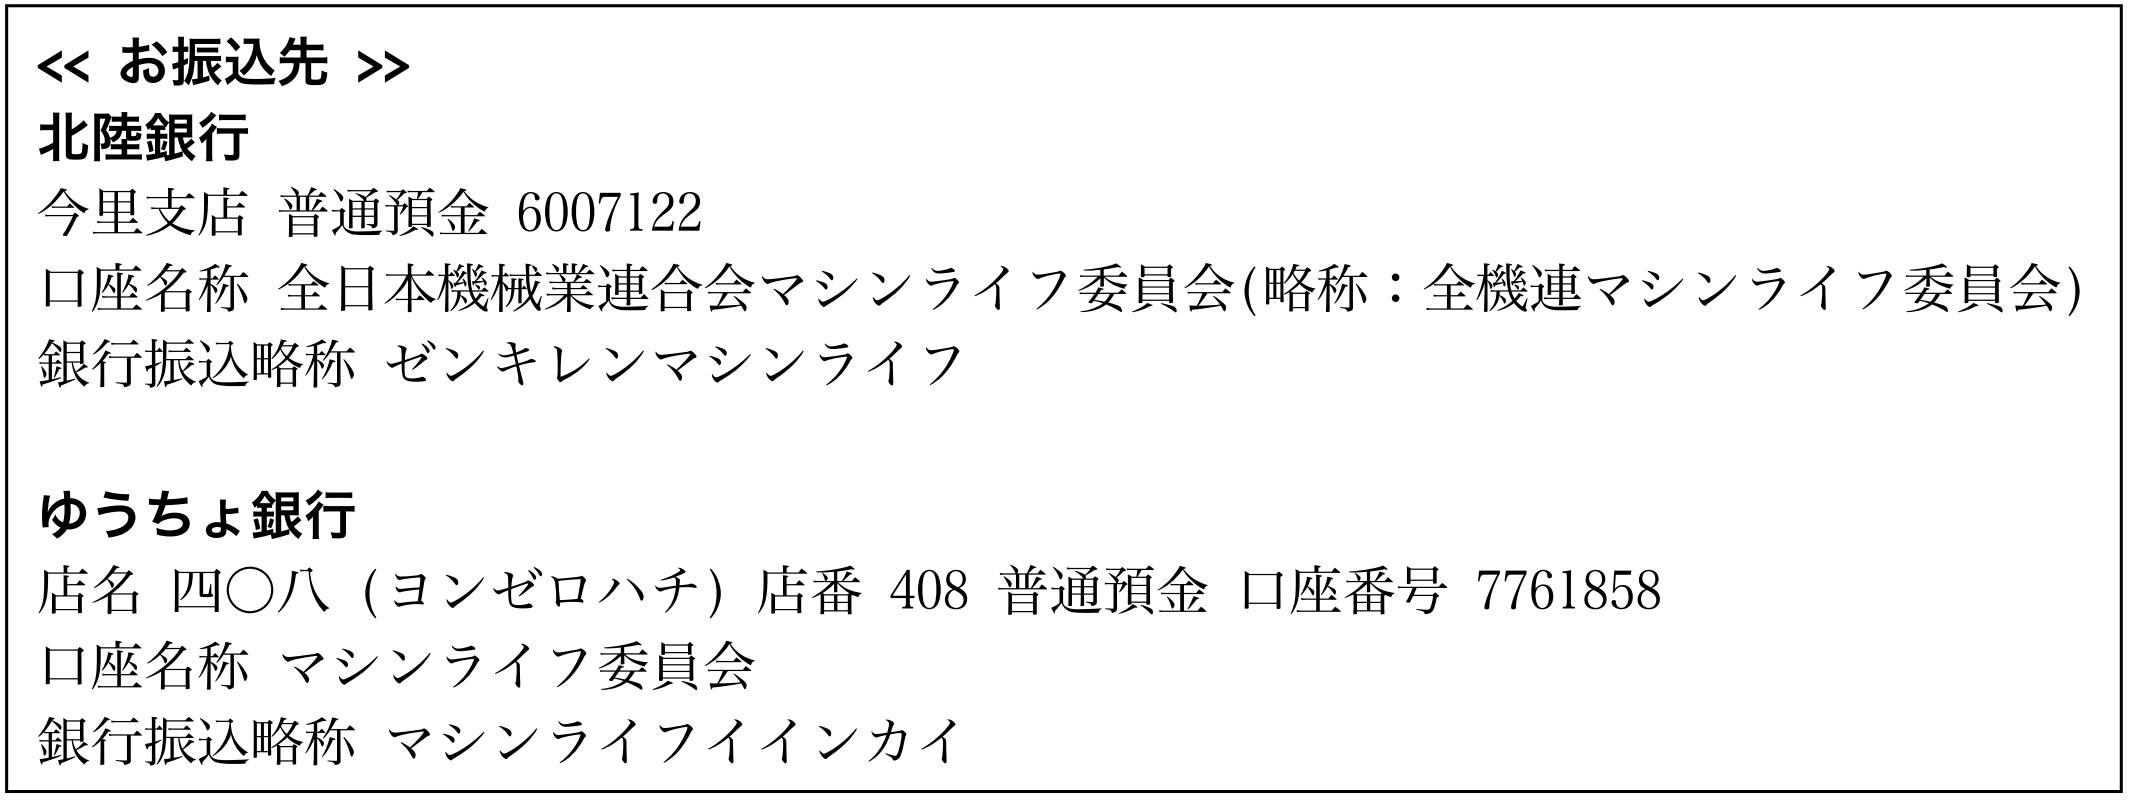 << お振込先 >>
北陸銀行
今里支店 普通預金 6007122
口座名称 全日本機械業連合会マシンライフ委員会(略称：全機連マシンライフ委員会)
銀行振込略称 ゼンキレンマシンライフ
ゆうちょ銀行
店名 四〇八 (ヨンゼロハチ) 店番 408 普通預金 口座番号 7761858
口座名称 マシンライフ委員会
銀行振込略称 マシンライフイインカイ